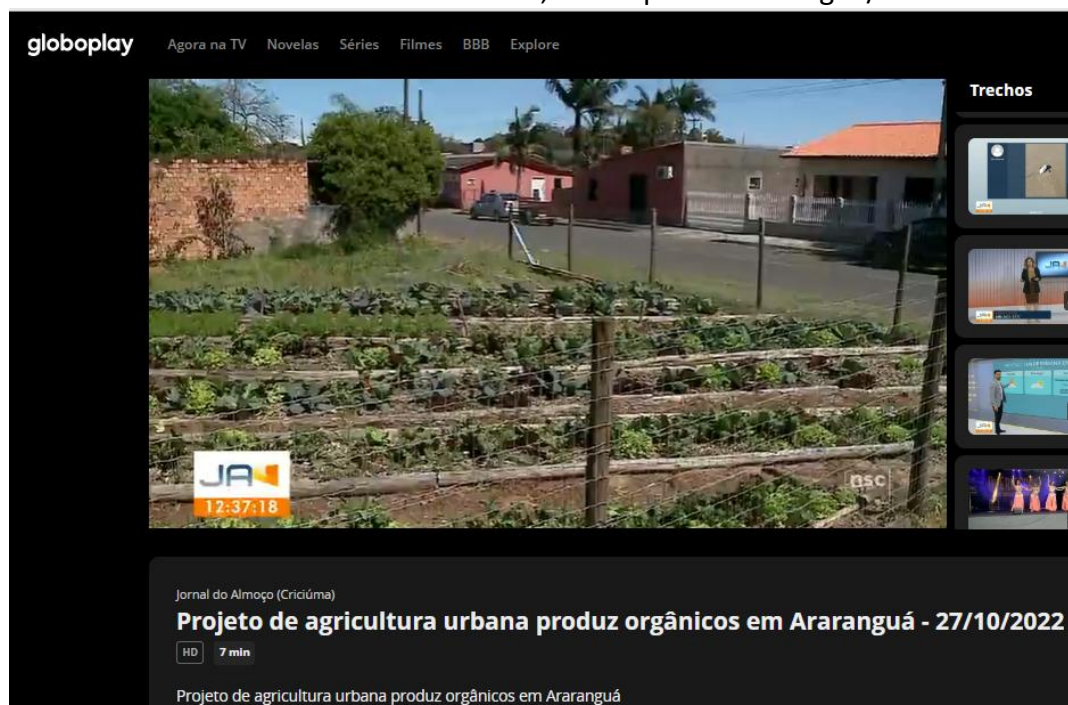 globoplay Agora na TV Novelas Séries Filmes BBB Explore
Trechos
JA
12:37:18
nsc
Jornal do Almoço (Criciúma)
Projeto de agricultura urbana produz orgânicos em Araranguá - 27/10/2022
HD 7 min
Projeto de agricultura urbana produz orgânicos em Araranguá